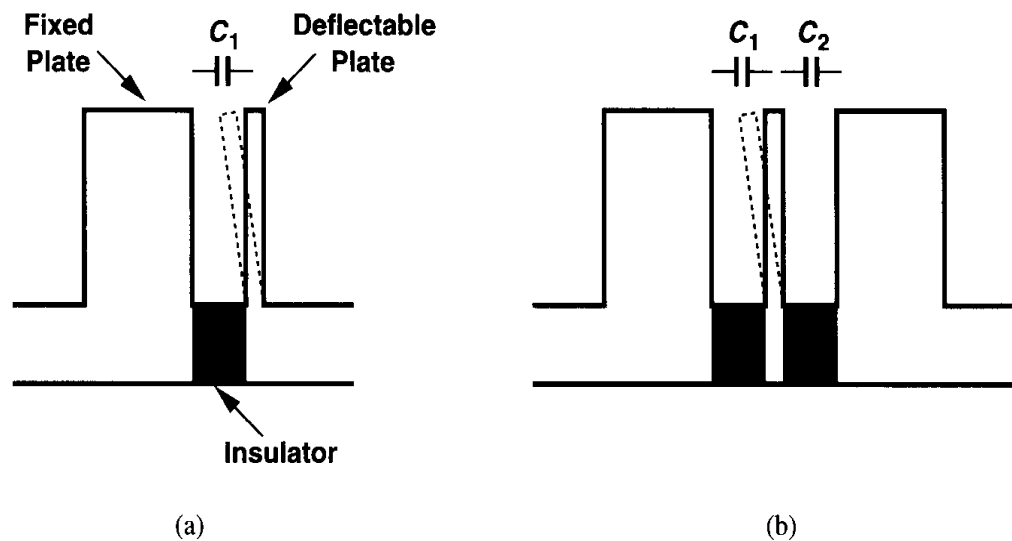 Fixed
Plate
C1
Deflectable
Plate
C1
C2
Insulator
(a)
(b)